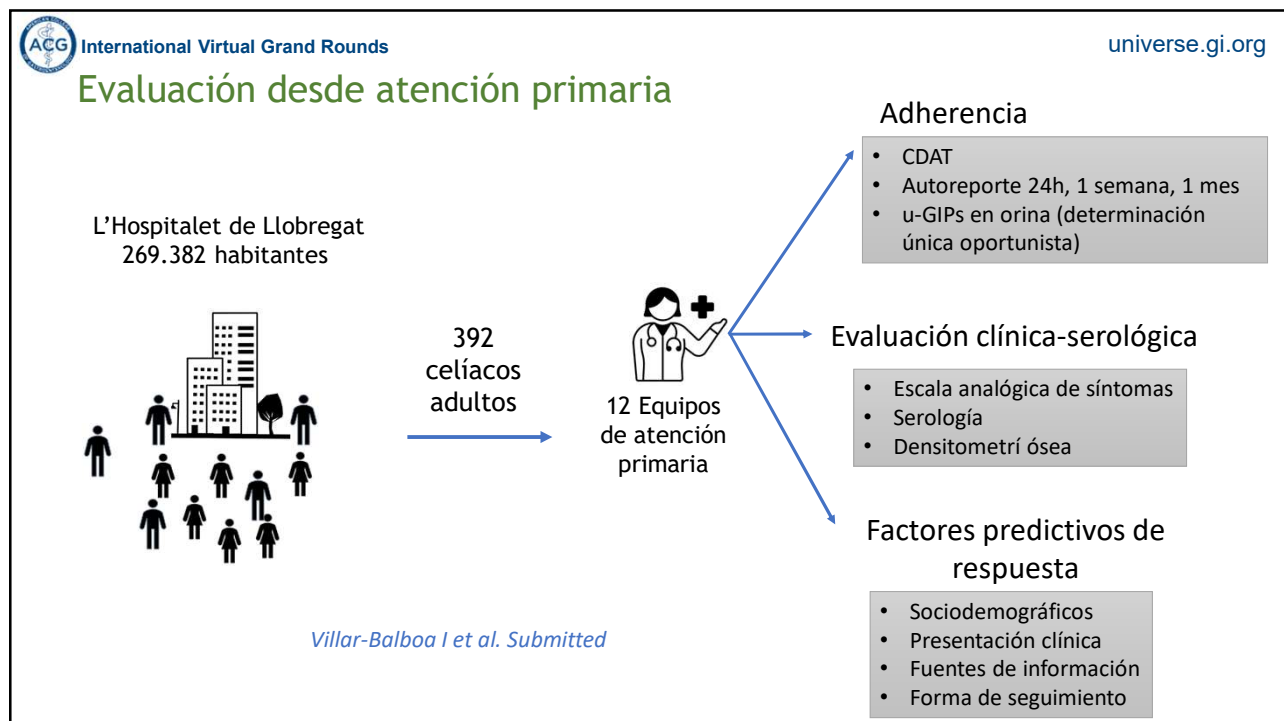 ACG
International Virtual Grand Rounds
universe.gi.org
Evaluación desde atención primaria
L’Hospitalet de Llobregat
269.382 habitantes
392
celíacos
adultos
12 Equipos
de atención
primaria
Adherencia
• CDAT
• Autoreporte 24h, 1 semana, 1 mes
• u-GIPs en orina (determinación
única oportunista)
Evaluación clínica-serológica
• Escala analógica de síntomas
• Serología
• Densitometrí ósea
Factores predictivos de
respuesta
• Sociodemográficos
• Presentación clínica
• Fuentes de información
• Forma de seguimiento
Villar-Balboa I et al. Submitted